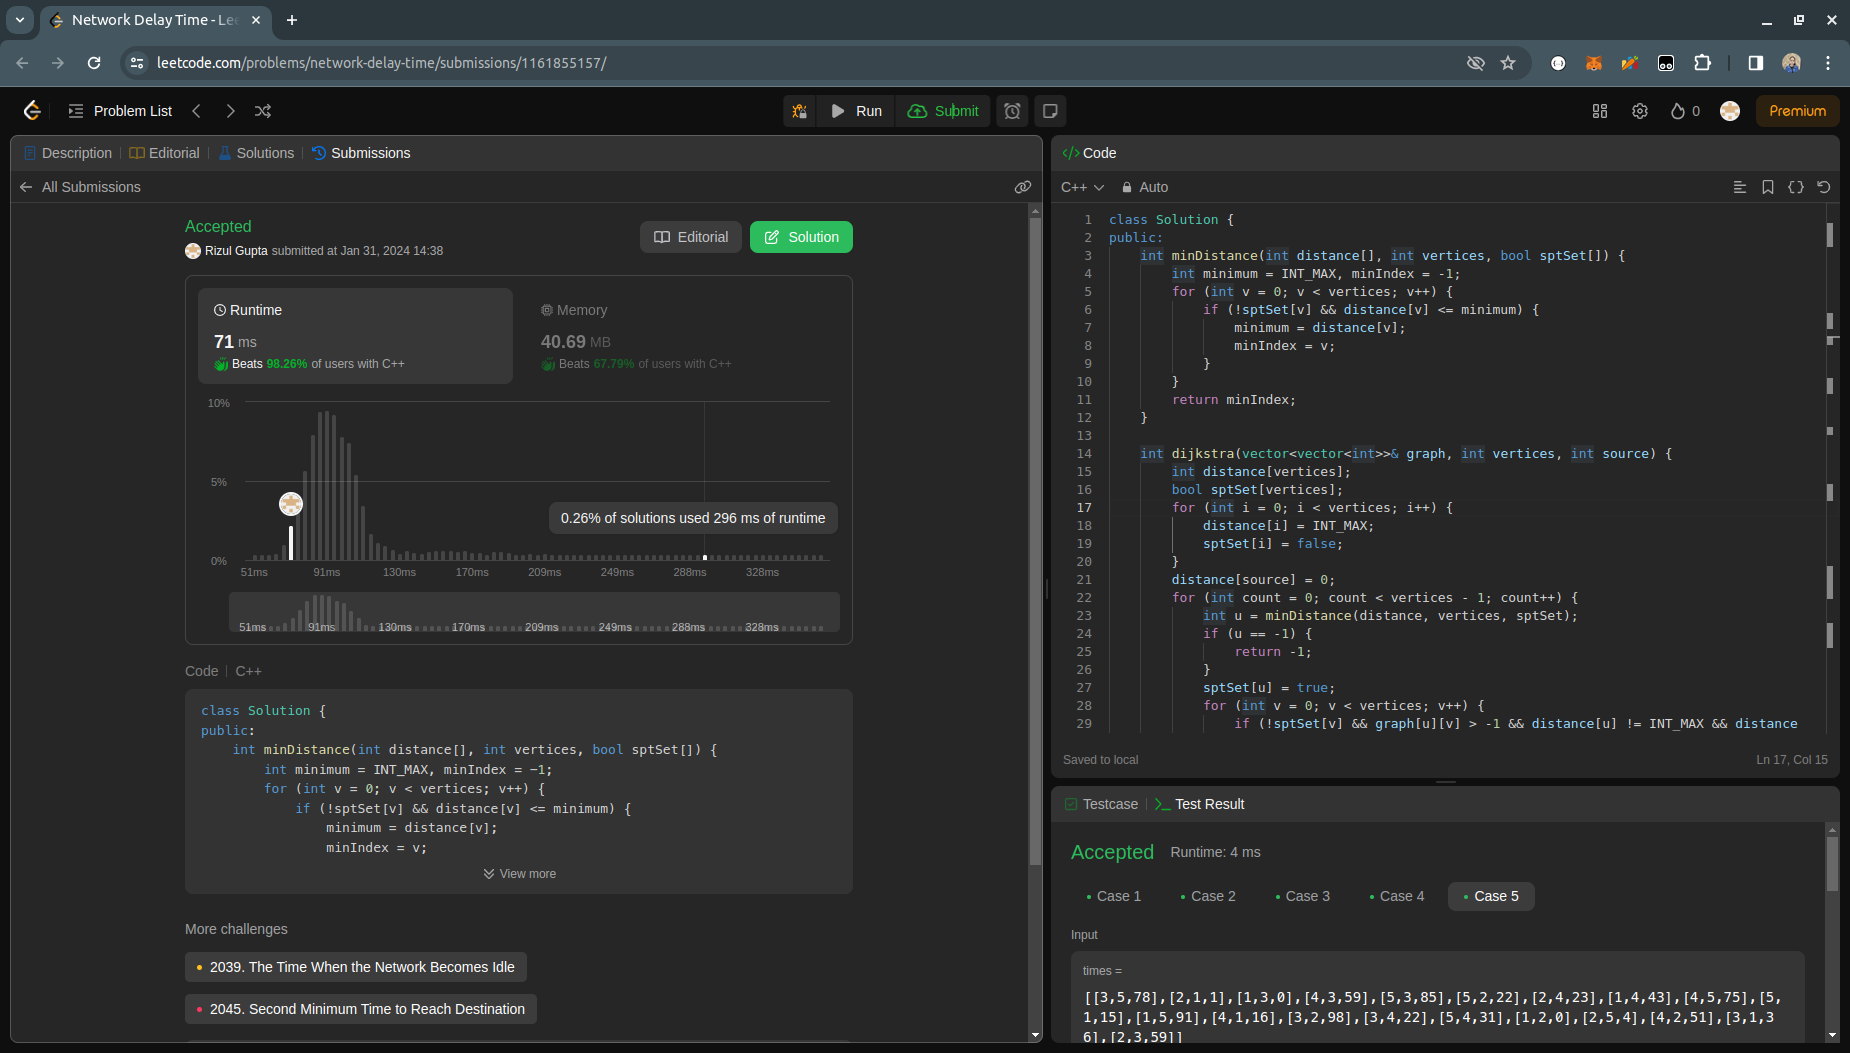 Network Delay Time - Le
leetcode.com/problems/network-delay-time/submissions/1161855157/
Problem List
Run
Submit
0
Premium
Description
Editorial
Solutions
Submissions
All Submissions
Accepted
Rizul Gupta submitted at Jan 31, 2024 14:38
Editorial
Solution
Runtime
71 ms
Beats 98.26% of users with C++
Memory
40.69 MB
Beats 67.79% of users with C++
10%
5%
0%
0.26% of solutions used 296 ms of runtime
51ms 91ms 130ms 170ms 209ms 249ms 288ms 328ms
51ms 91ms 130ms 170ms 209ms 249ms 288ms 328ms
Code | C++
class Solution {
public:
    int minDistance(int distance[], int vertices, bool sptSet[]) {
        int minimum = INT_MAX, minIndex = -1;
        for (int v = 0; v < vertices; v++) {
            if (!sptSet[v] && distance[v] <= minimum) {
                minimum = distance[v];
                minIndex = v;
View more
More challenges
2039. The Time When the Network Becomes Idle
2045. Second Minimum Time to Reach Destination
</> Code
C++
Auto
1 class Solution {
2 public:
3     int minDistance(int distance[], int vertices, bool sptSet[]) {
4         int minimum = INT_MAX, minIndex = -1;
5         for (int v = 0; v < vertices; v++) {
6             if (!sptSet[v] && distance[v] <= minimum) {
7                 minimum = distance[v];
8                 minIndex = v;
9             }
10         }
11         return minIndex;
12     }
13
14     int dijkstra(vector<vector<int>>& graph, int vertices, int source) {
15         int distance[vertices];
16         bool sptSet[vertices];
17         for (int i = 0; i < vertices; i++) {
18             distance[i] = INT_MAX;
19             sptSet[i] = false;
20         }
21         distance[source] = 0;
22         for (int count = 0; count < vertices - 1; count++) {
23             int u = minDistance(distance, vertices, sptSet);
24             if (u == -1) {
25                 return -1;
26             }
27             sptSet[u] = true;
28             for (int v = 0; v < vertices; v++) {
29                 if (!sptSet[v] && graph[u][v] > -1 && distance[u] != INT_MAX && distance
Saved to local
Ln 17, Col 15
Testcase
Test Result
Accepted
Runtime: 4 ms
Case 1
Case 2
Case 3
Case 4
Case 5
Input
times =
[[3,5,78],[2,1,1],[1,3,0],[4,3,59],[5,3,85],[5,2,22],[2,4,23],[1,4,43],[4,5,75],[5,
1,15],[1,5,91],[4,1,16],[3,2,98],[3,4,22],[5,4,31],[1,2,0],[2,5,4],[4,2,51],[3,1,3
6],[2,3,59]]